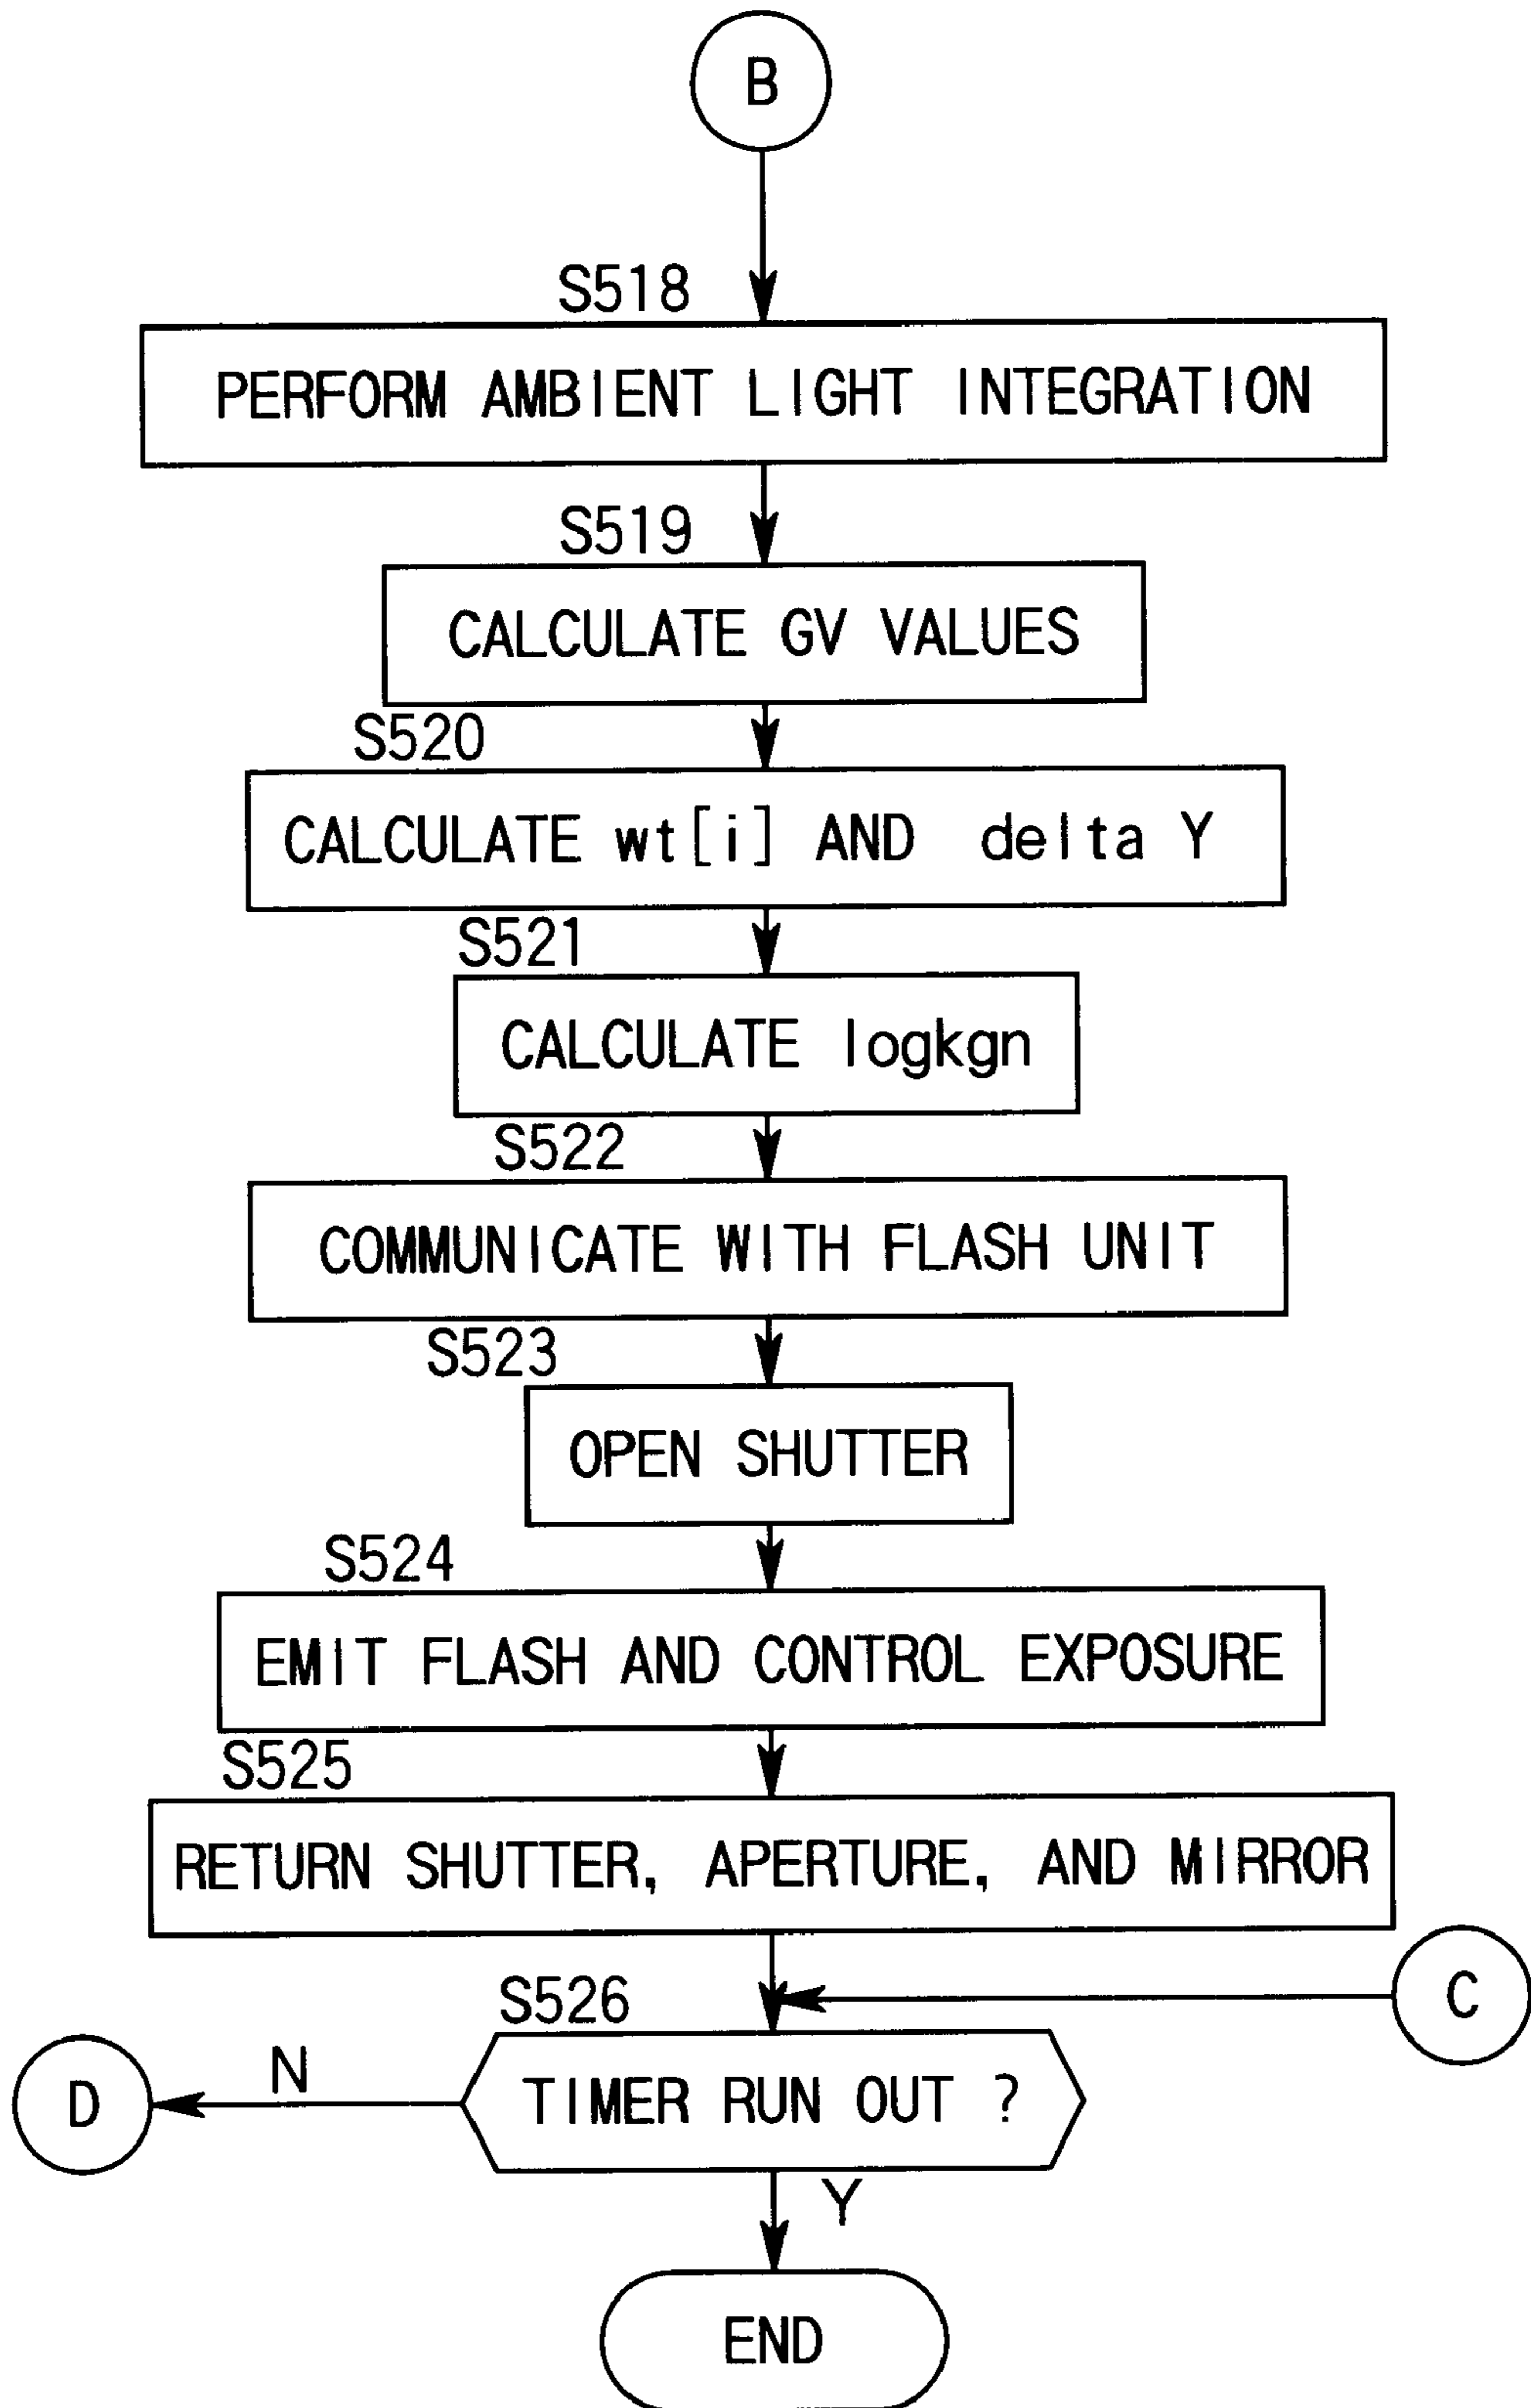 B
S518
PERFORM AMBIENT LIGHT INTEGRATION
S519
CALCULATE GV VALUES
S520
CALCULATE wt[i] AND delta Y
S521
CALCULATE logkgn
S522
COMMUNICATE WITH FLASH UNIT
S523
OPEN SHUTTER
S524
EMIT FLASH AND CONTROL EXPOSURE
S525
RETURN SHUTTER, APERTURE, AND MIRROR
C
S526
TIMER RUN OUT ?
N
D
Y
END